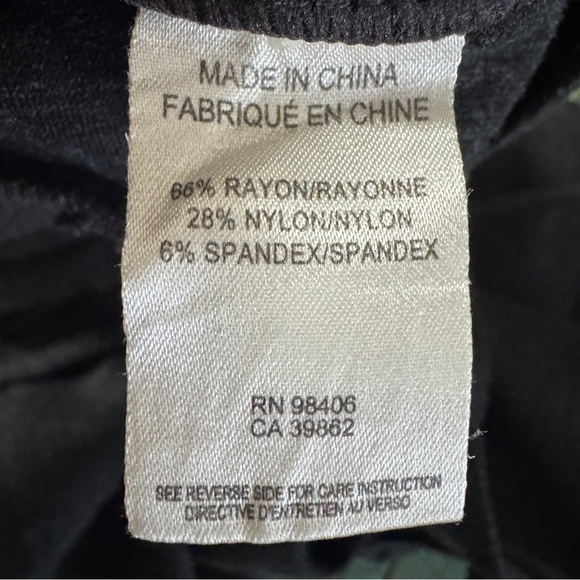 MADE IN CHINA
FABRIQUÉ EN CHINE
66% RAYON/RAYONNE
28% NYLON/NYLON
6% SPANDEX/SPANDEX
RN 98406
CA 39862
SEE REVERSE SIDE FOR CARE INSTRUCTION
DIRECTIVE D'ENTRETIEN AU VERSO